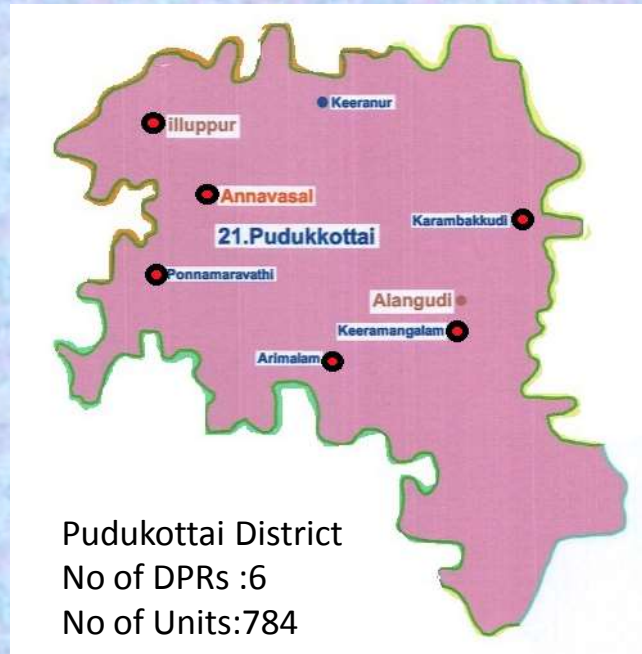 Keeranur
illuppur
Annavasal
Karambakkudi
21.Pudukkottai
Ponnamaravathi
Alangudi
Keeramangalam
Arimalam
Pudukottai District
No of DPRs :6
No of Units:784